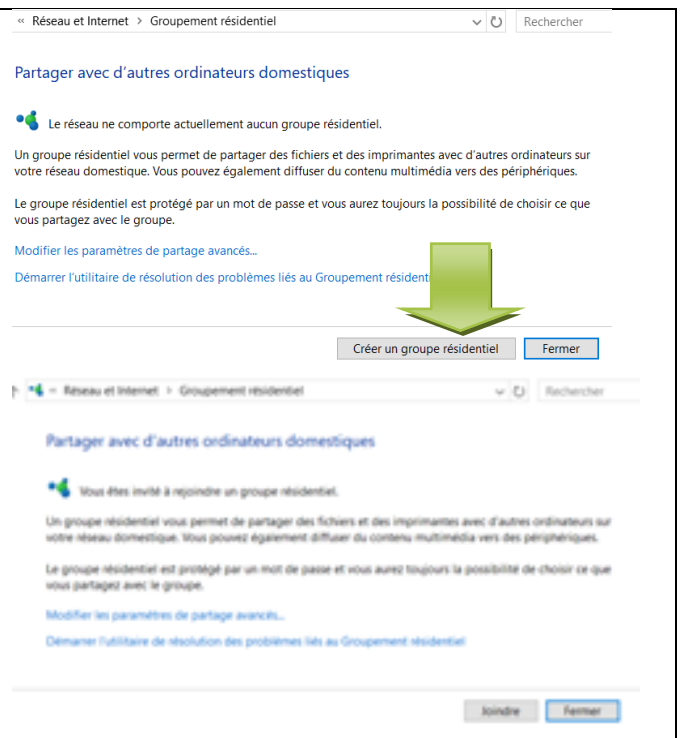 « Réseau et Internet > Groupement résidentiel Rechercher
Partager avec d'autres ordinateurs domestiques
Le réseau ne comporte actuellement aucun groupe résidentiel.
Un groupe résidentiel vous permet de partager des fichiers et des imprimantes avec d'autres ordinateurs sur
votre réseau domestique. Vous pouvez également diffuser du contenu multimédia vers des périphériques.
Le groupe résidentiel est protégé par un mot de passe et vous aurez toujours la possibilité de choisir ce que
vous partagez avec le groupe.
Modifier les paramètres de partage avancés...
Démarrer l'utilitaire de résolution des problèmes liés au Groupement résidenti
Créer un groupe résidentiel Fermer
Réseau et Internet > Groupement résidentiel Rechercher
Partager avec d'autres ordinateurs domestiques
Vous êtes invité à rejoindre un groupe résidentiel.
Un groupe résidentiel vous permet de partager des fichiers et des imprimantes avec d'autres ordinateurs sur
votre réseau domestique. Vous pouvez également diffuser du contenu multimédia vers des périphériques.
Le groupe résidentiel est protégé par un mot de passe et vous aurez toujours la possibilité de choisir ce que
vous partagez avec le groupe.
Modifier les paramètres de partage avancés...
Démarrer l'utilitaire de résolution des problèmes liés au Groupement résidentiel
Joindre Fermer